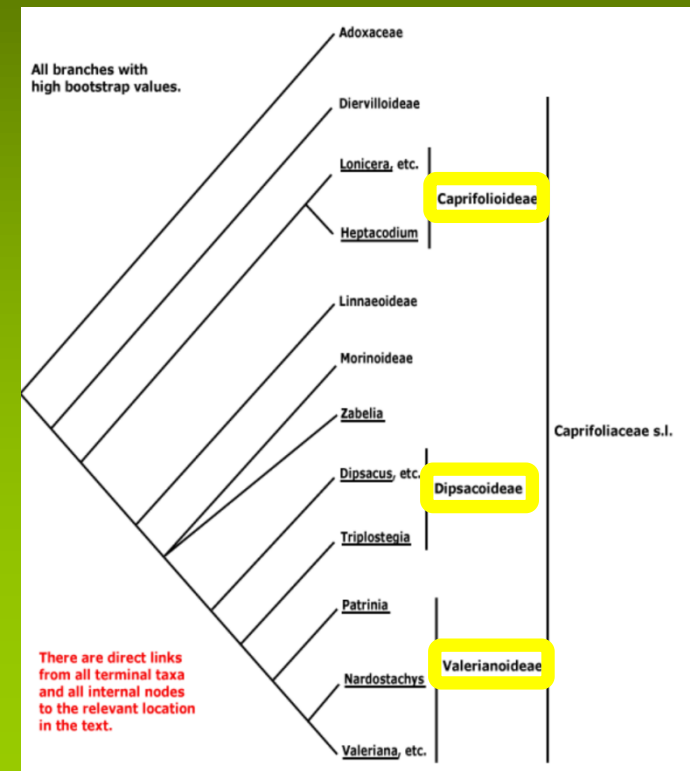 Adoxaceae
All branches with
high bootstrap values.
Diervilloideae
Lonicera, etc.
Caprifolioideae
Heptacodium
Linnaeoideae
Morinoideae
Zabelia
Caprifoliaceae s.l.
Dipsacus, etc.
Dipsacoideae
Triplostegia
Patrinia
There are direct links
from all terminal taxa
and all internal nodes
to the relevant location
in the text.
Valerianoideae
Nardostachys
Valeriana, etc.